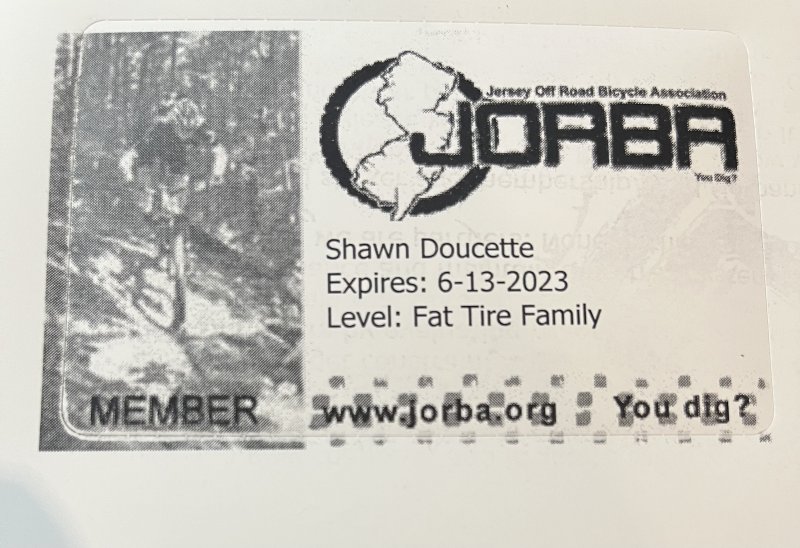 Jersey Off Road Bicycle Association
JORBA
You Dig?
Shawn Doucette
Expires: 6-13-2023
Level: Fat Tire Family
MEMBER
www.jorba.org
You dig?